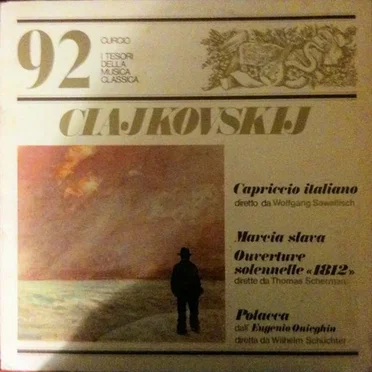 92
CURCIO
I TESORI
DELLA
MUSICA
CLASSICA
CIAJKOVSKIJ
Capriccio italiano
diretto da Wolfgang Sawallisch
Marcia slava
Ouverture
solennelle «1812»
dirette da Thomas Scherman
Polacca
dall' Eugenio Onieghin
diretta da Wilhelm Schüchter